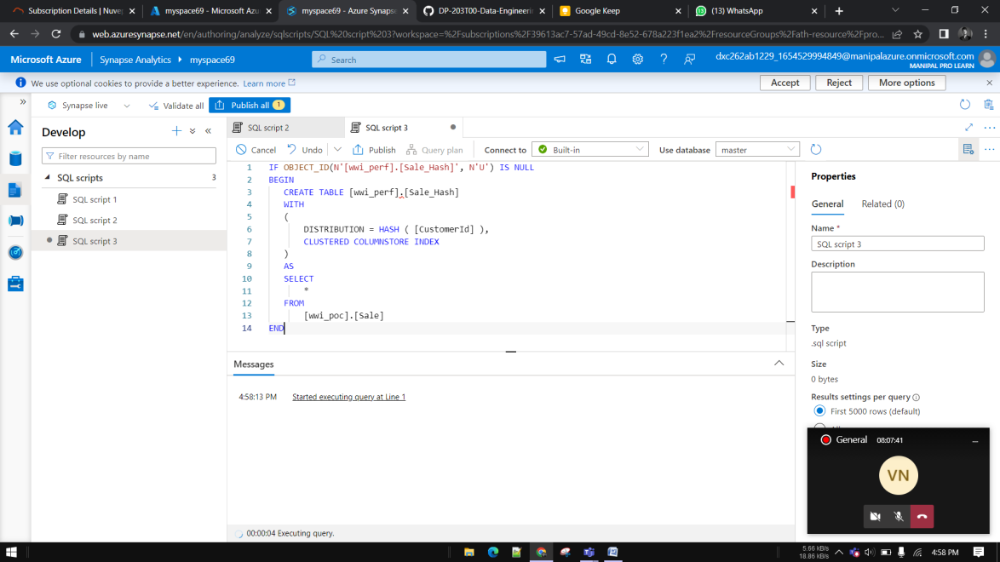 Subscription Details | Nuvep
myspace69 - Microsoft Azu
myspace69 - Azure Synapse
DP-203T00-Data-Engineerin
Google Keep
(13) WhatsApp
web.azuresynapse.net/en/authoring/analyze/sqlscripts/SQL%20script%203?workspace=%2Fsubscriptions%2F39613ac7-57ad-49cd-8e52-678a223f1ea2%2FresourceGroups%2Fath-resource%2Fpro...
Microsoft Azure
Synapse Analytics
myspace69
Search
dxc262ab1229_1654529994849@manipalazure.onmicrosoft.com
MANIPAL PRO LEARN
We use optional cookies to provide a better experience. Learn more
Accept
Reject
More options
Synapse live
Validate all
Publish all 1
Develop
Filter resources by name
SQL scripts 3
SQL script 1
SQL script 2
SQL script 3
SQL script 2
SQL script 3
Cancel
Undo
Publish
Query plan
Connect to
Built-in
Use database
master
1 IF OBJECT_ID(N'[wwi_perf].[Sale_Hash]', N'U') IS NULL
2 BEGIN
3 CREATE TABLE [wwi_perf].[Sale_Hash]
4 WITH
5 (
6 DISTRIBUTION = HASH ( [CustomerId] ),
7 CLUSTERED COLUMNSTORE INDEX
8 )
9 AS
10 SELECT
11 *
12 FROM
13 [wwi_poc].[Sale]
14 END
Messages
4:58:13 PM Started executing query at Line 1
00:00:04 Executing query.
Properties
General
Related (0)
Name *
SQL script 3
Description
Type
.sql script
Size
0 bytes
Results settings per query
First 5000 rows (default)
General 08:07:41
VN
5.66 kB/s
18.86 kB/s
4:58 PM